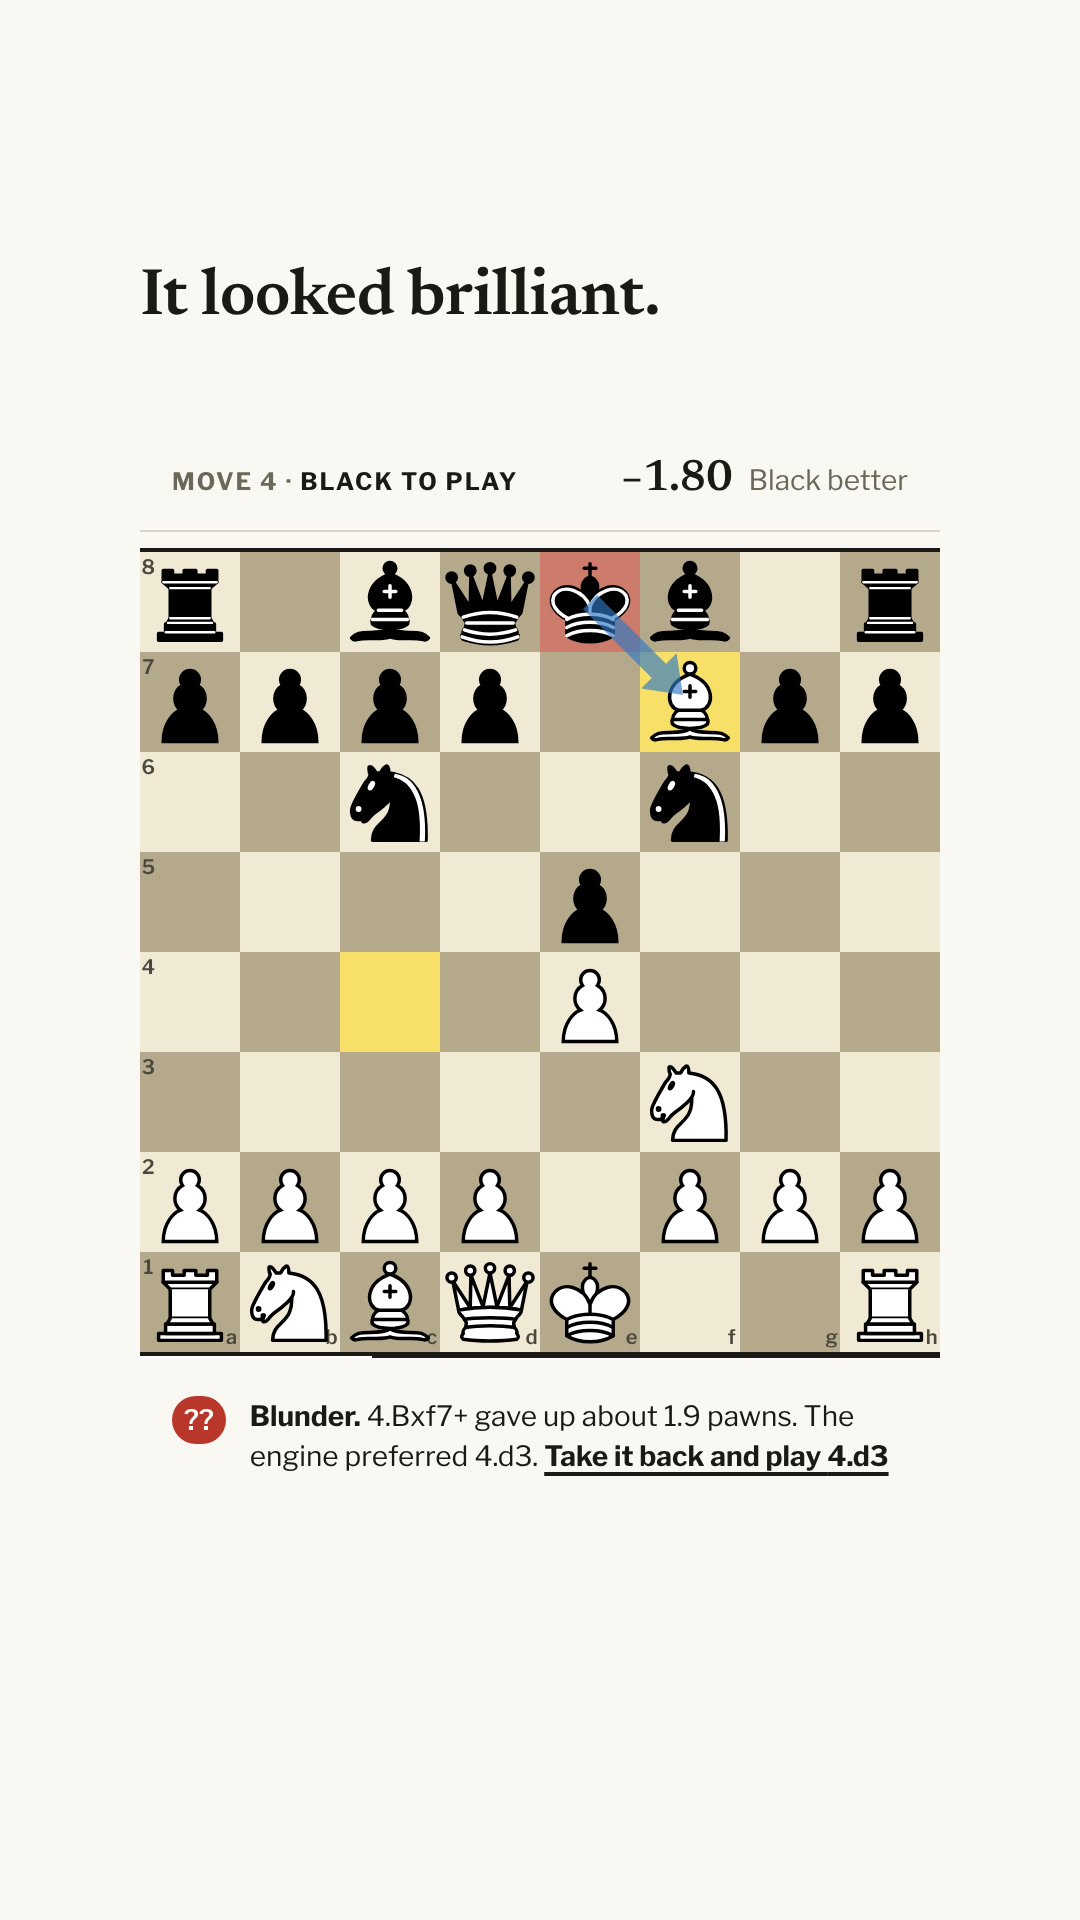 It looked brilliant.
MOVE 4 · BLACK TO PLAY
−1.80 Black better
8
7
6
5
4
3
2
1
a b c d e f g h
?? Blunder. 4.Bxf7+ gave up about 1.9 pawns. The
engine preferred 4.d3. Take it back and play 4.d3